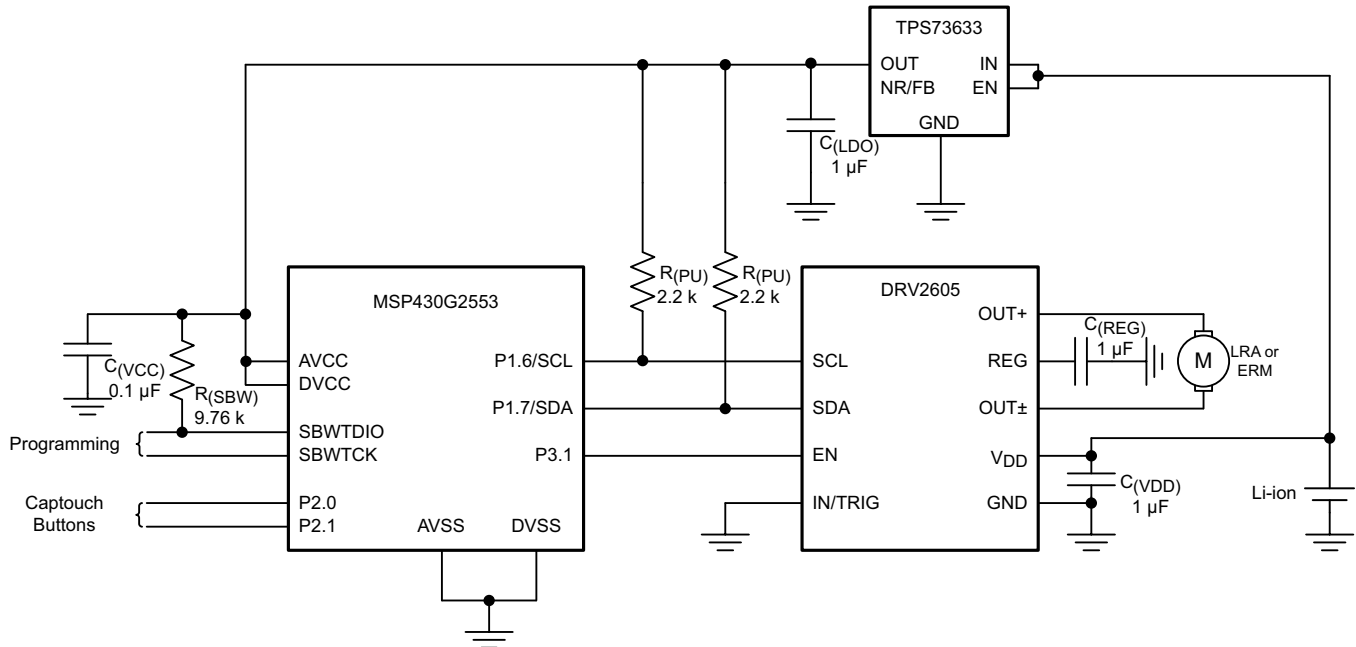 TPS73633
OUT
IN
NR/FB
EN
GND
C(LDO)
1 µF
R(PU)
2.2 k
R(PU)
2.2 k
MSP430G2553
DRV2605
AVCC
DVCC
SBWTDIO
SBWTCK
P2.0
P2.1
AVSS
DVSS
P1.6/SCL
P1.7/SDA
P3.1
C(VCC)
0.1 µF
R(SBW)
9.76 k
Programming
Captouch
Buttons
SCL
SDA
EN
IN/TRIG
OUT+
REG
OUT±
VDD
GND
C(REG)
1 µF
M
LRA or
ERM
C(VDD)
1 µF
Li-ion